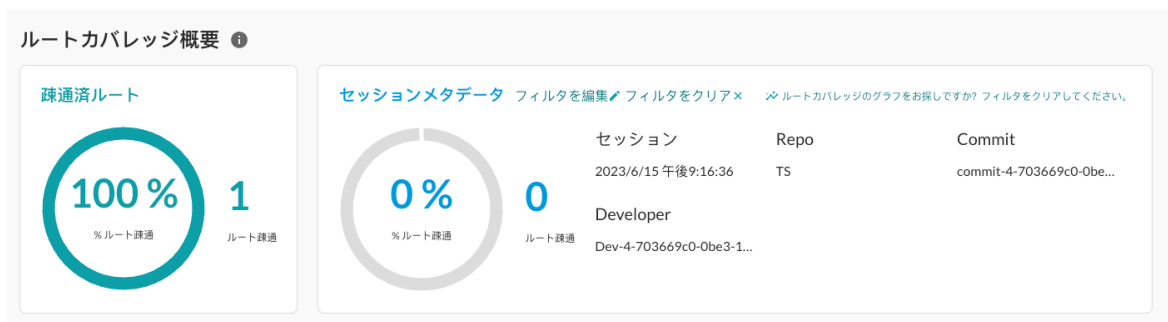 ルートカバレッジ概要
疎通済ルート
100 %
% ルート疎通
1
ルート疎通
セッションメタデータ フィルタを編集 フィルタをクリア×
ルートカバレッジのグラフをお探しですか? フィルタをクリアしてください。
0 %
% ルート疎通
0
ルート疎通
セッション
2023/6/15 午後9:16:36
Repo
TS
Commit
commit-4-703669c0-0be...
Developer
Dev-4-703669c0-0be3-1...